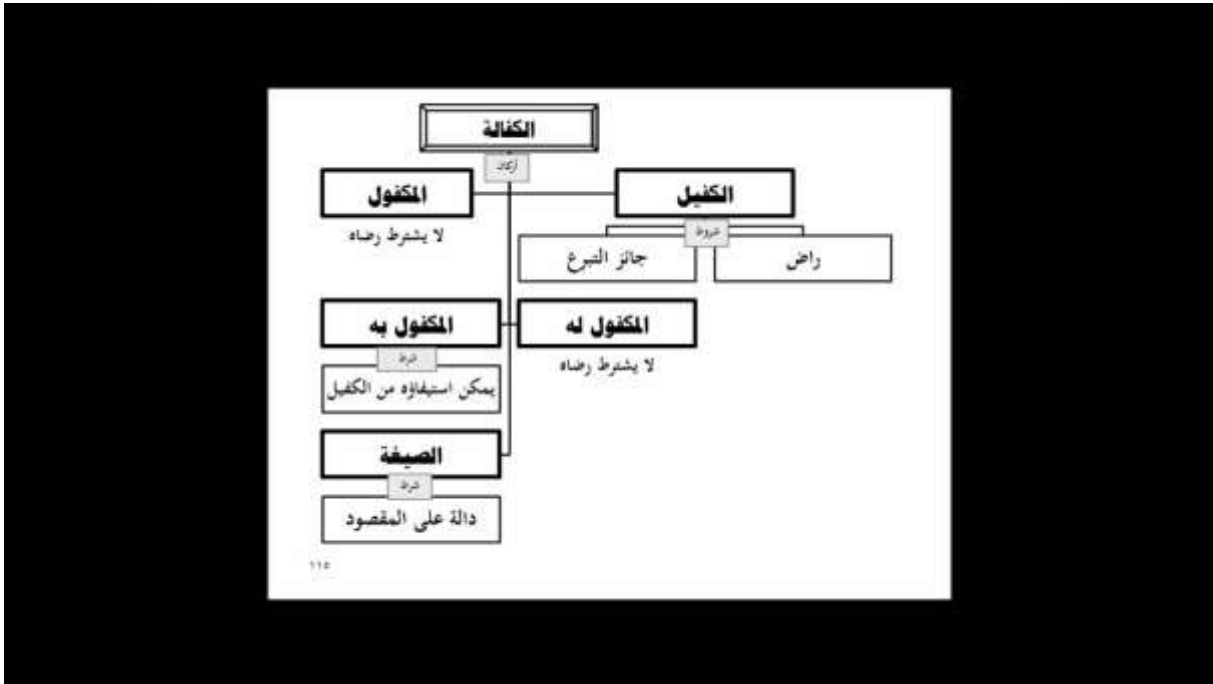 الكفالة
أركان
الكفيل
المكفول
لا يشترط رضاه
شروط
راض
جائز التبرع
المكفول له
المكفول به
لا يشترط رضاه
شرط
يمكن استيفاؤه من الكفيل
الصيغة
شرط
دالة على المقصود
١١٥